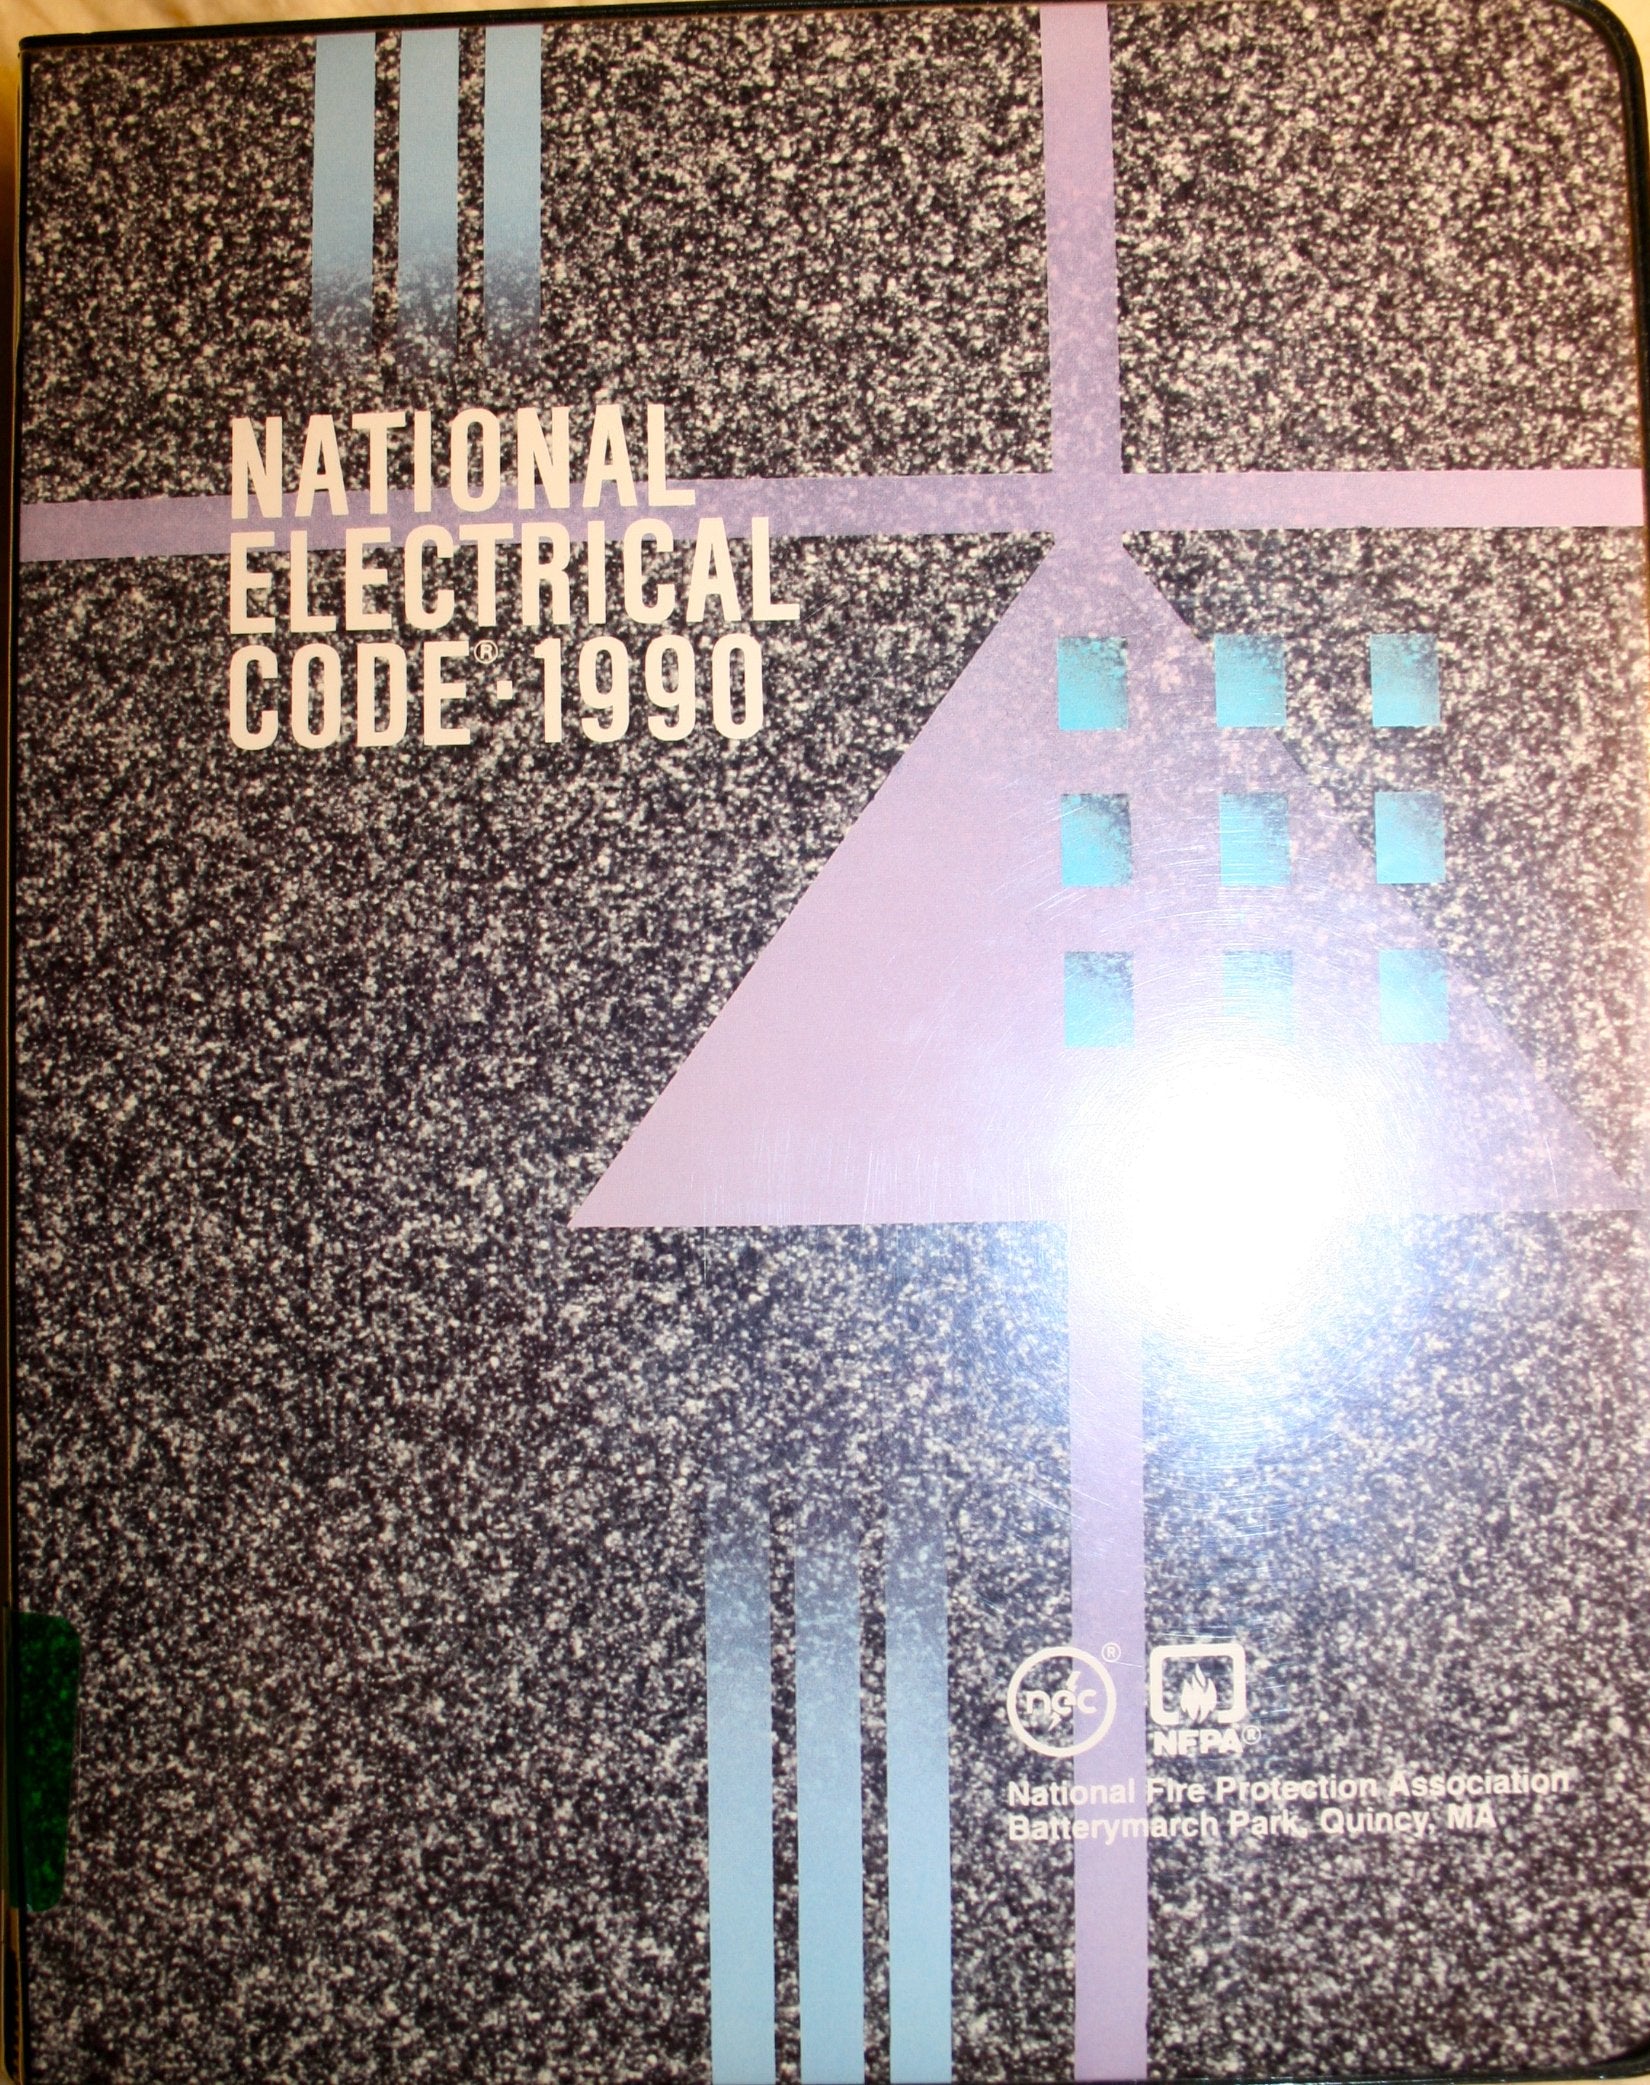 NATIONAL
ELECTRICAL
CODE®·1990
nec®
NFPA®
National Fire Protection Association
Batterymarch Park, Quincy, MA